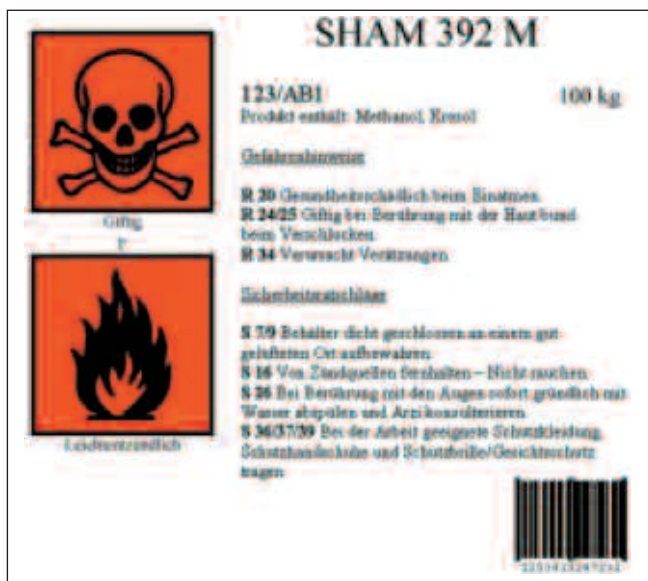 SHAM 392 M
123/AB1 100 kg
Produkt enthält: Methanol, Kresol
Gefahrenhinweise
R 20 Gesundheitsschädlich beim Einatmen.
R 24/25 Giftig bei Berührung mit der Haut
beim Verschlucken
R 34 Verursacht Verätzungen
Sicherheitsratschläge
S 7/9 Behälter dicht geschlossen an einem gut
gelüfteten Ort aufbewahren.
S 16 Von Zündquellen fernhalten – Nicht rauchen.
S 26 Bei Berührung mit den Augen sofort gründlich mit
Wasser abspülen und Arzt konsultieren
S 36/37/39 Bei der Arbeit geeignete Schutzkleidung,
Schutzhandschuhe und Schutzbrille/Gesichtsschutz
tragen
Giftig
Leichtentzündlich